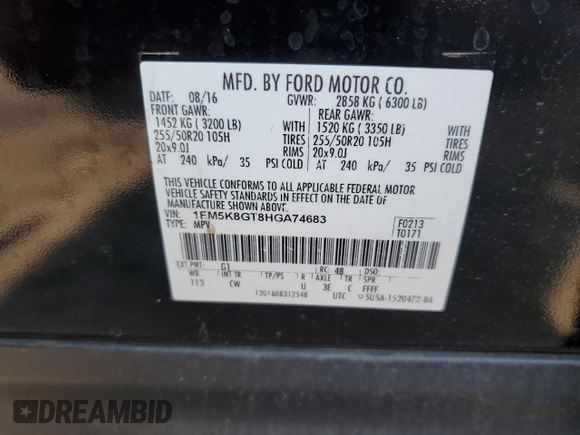 MFD. BY FORD MOTOR CO.
DATE: 08/16 GVWR: 2858 KG ( 6300 LB)
FRONT GAWR: REAR GAWR:
1452 KG ( 3200 LB) WITH 1520 KG ( 3350 LB) WITH
255/50R20 105H TIRES 255/50R20 105H TIRES
20x9.0J RIMS 20x9.0J RIMS
AT 240 kPa/ 35 PSI COLD AT 240 kPa/ 35 PSI COLD
THIS VEHICLE CONFORMS TO ALL APPLICABLE FEDERAL MOTOR
VEHICLE SAFETY STANDARDS IN EFFECT ON THE DATE OF
MANUFACTURE SHOWN ABOVE.
VIN: 1FM5K8GT8HGA74683 F0213
TYPE: MPV T0171
EXT PNT: G1 RC: 48 DSO:
WB INT TR TP/PS R AXLE TR SPR
113 CW U 3E C FFFF
1201608312548 UTC 5USA-1520472-BA
DREAMBID